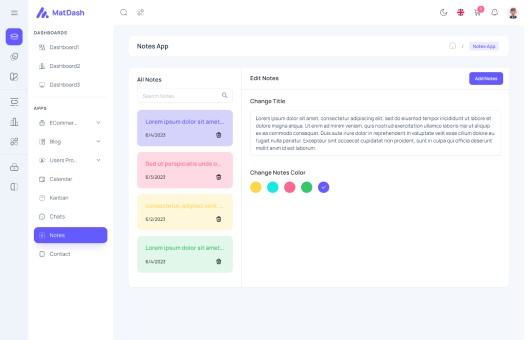 MatDash
5
DASHBOARDS
Dashboard1
Dashboard2
Dashboard3
APPS
ECommer...
Blog
Users Pro...
Calendar
Kanban
Chats
Notes
Contact
Notes App
/ Notes App
All Notes
Search Notes
Lorem ipsum dolor sit amet...
6/4/2023
Sed ut perspiciatis unde o...
6/3/2023
consectetur, adipisci velit, ...
6/2/2023
Lorem ipsum dolor sit amet...
6/4/2023
Edit Notes
Add Notes
Change Title
Lorem ipsum dolor sit amet, consectetur adipiscing elit, sed do eiusmod tempor incididunt ut labore et
dolore magna aliqua. Ut enim ad minim veniam, quis nostrud exercitation ullamco laboris nisi ut aliquip
ex ea commodo consequat. Duis aute irure dolor in reprehenderit in voluptate velit esse cillum dolore eu
fugiat nulla pariatur. Excepteur sint occaecat cupidatat non proident, sunt in culpa qui officia deserunt
mollit anim id est laborum
Change Notes Color